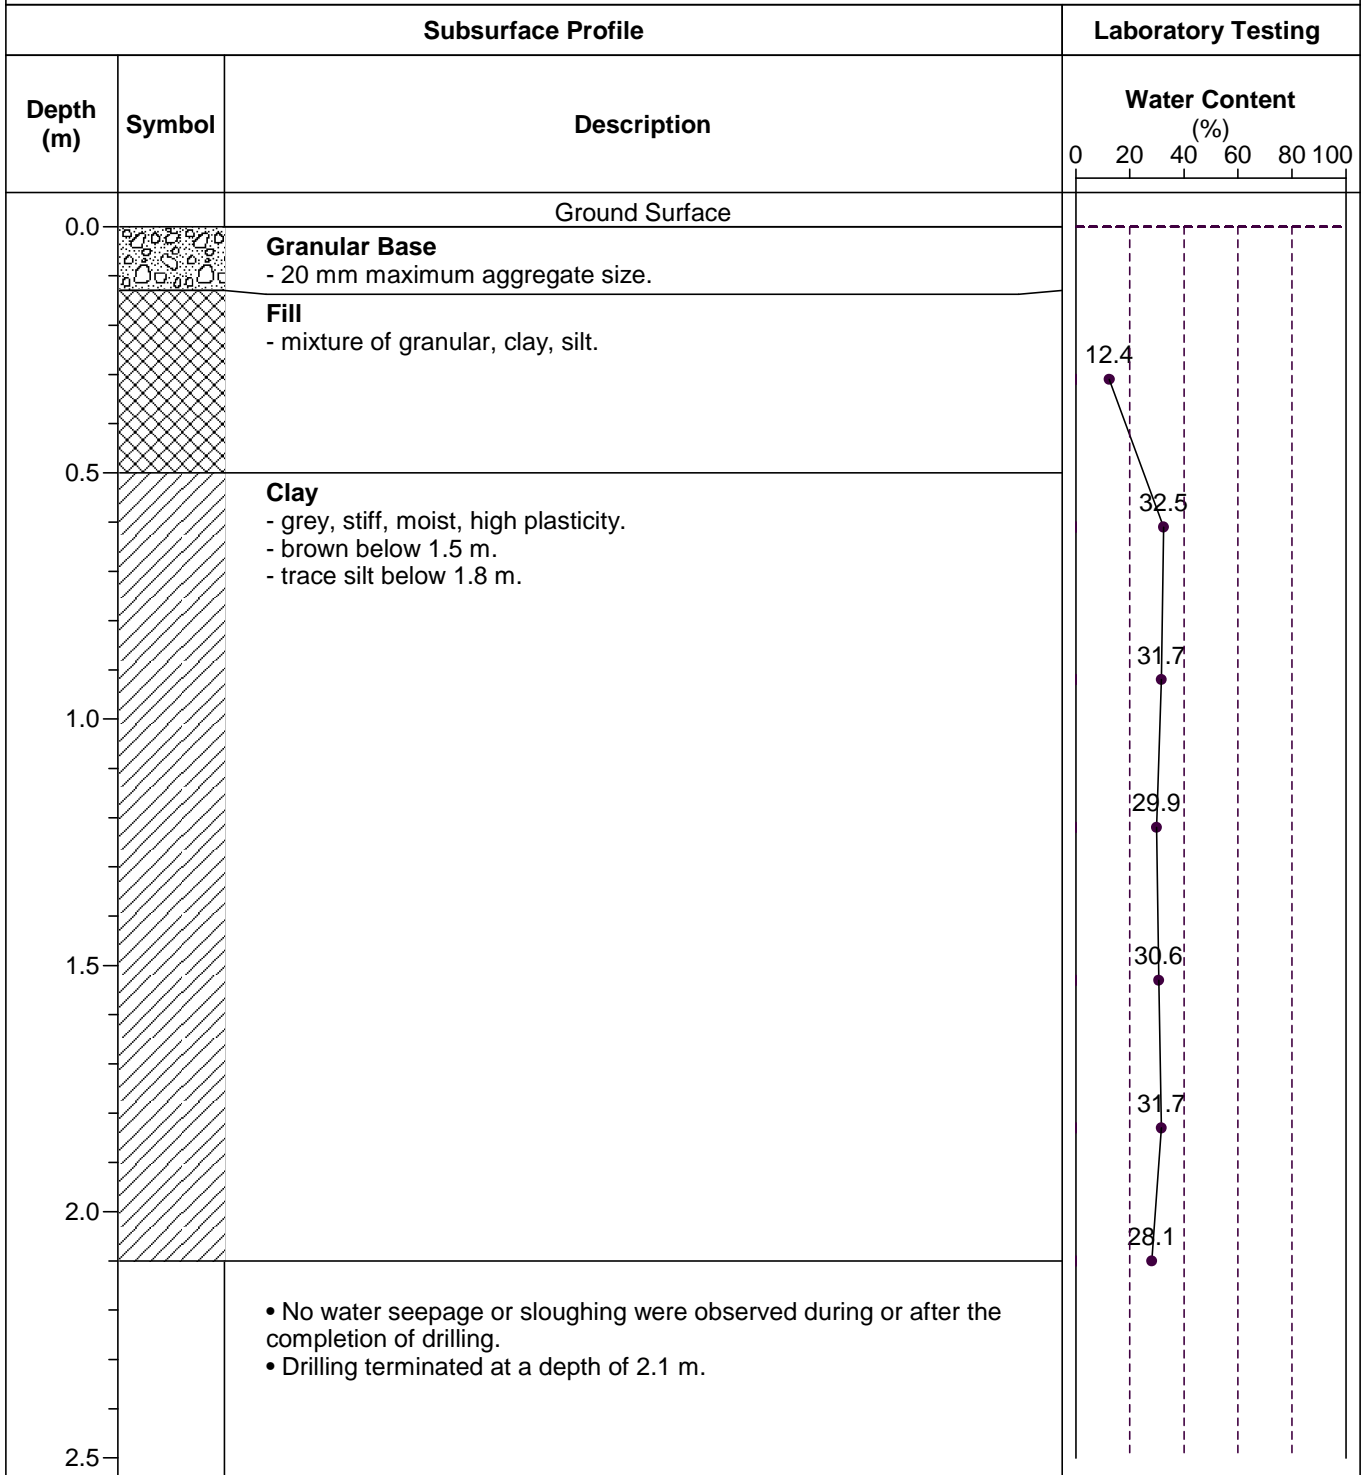 Subsurface Profile
Laboratory Testing
Depth
(m)
Symbol
Description
Water Content
(%)
0 20 40 60 80 100
Ground Surface
0.0
Granular Base
- 20 mm maximum aggregate size.
Fill
- mixture of granular, clay, silt.
12.4
0.5
Clay
- grey, stiff, moist, high plasticity.
- brown below 1.5 m.
- trace silt below 1.8 m.
32.5
31.7
1.0
29.9
1.5
30.6
31.7
2.0
28.1
• No water seepage or sloughing were observed during or after the
completion of drilling.
• Drilling terminated at a depth of 2.1 m.
2.5